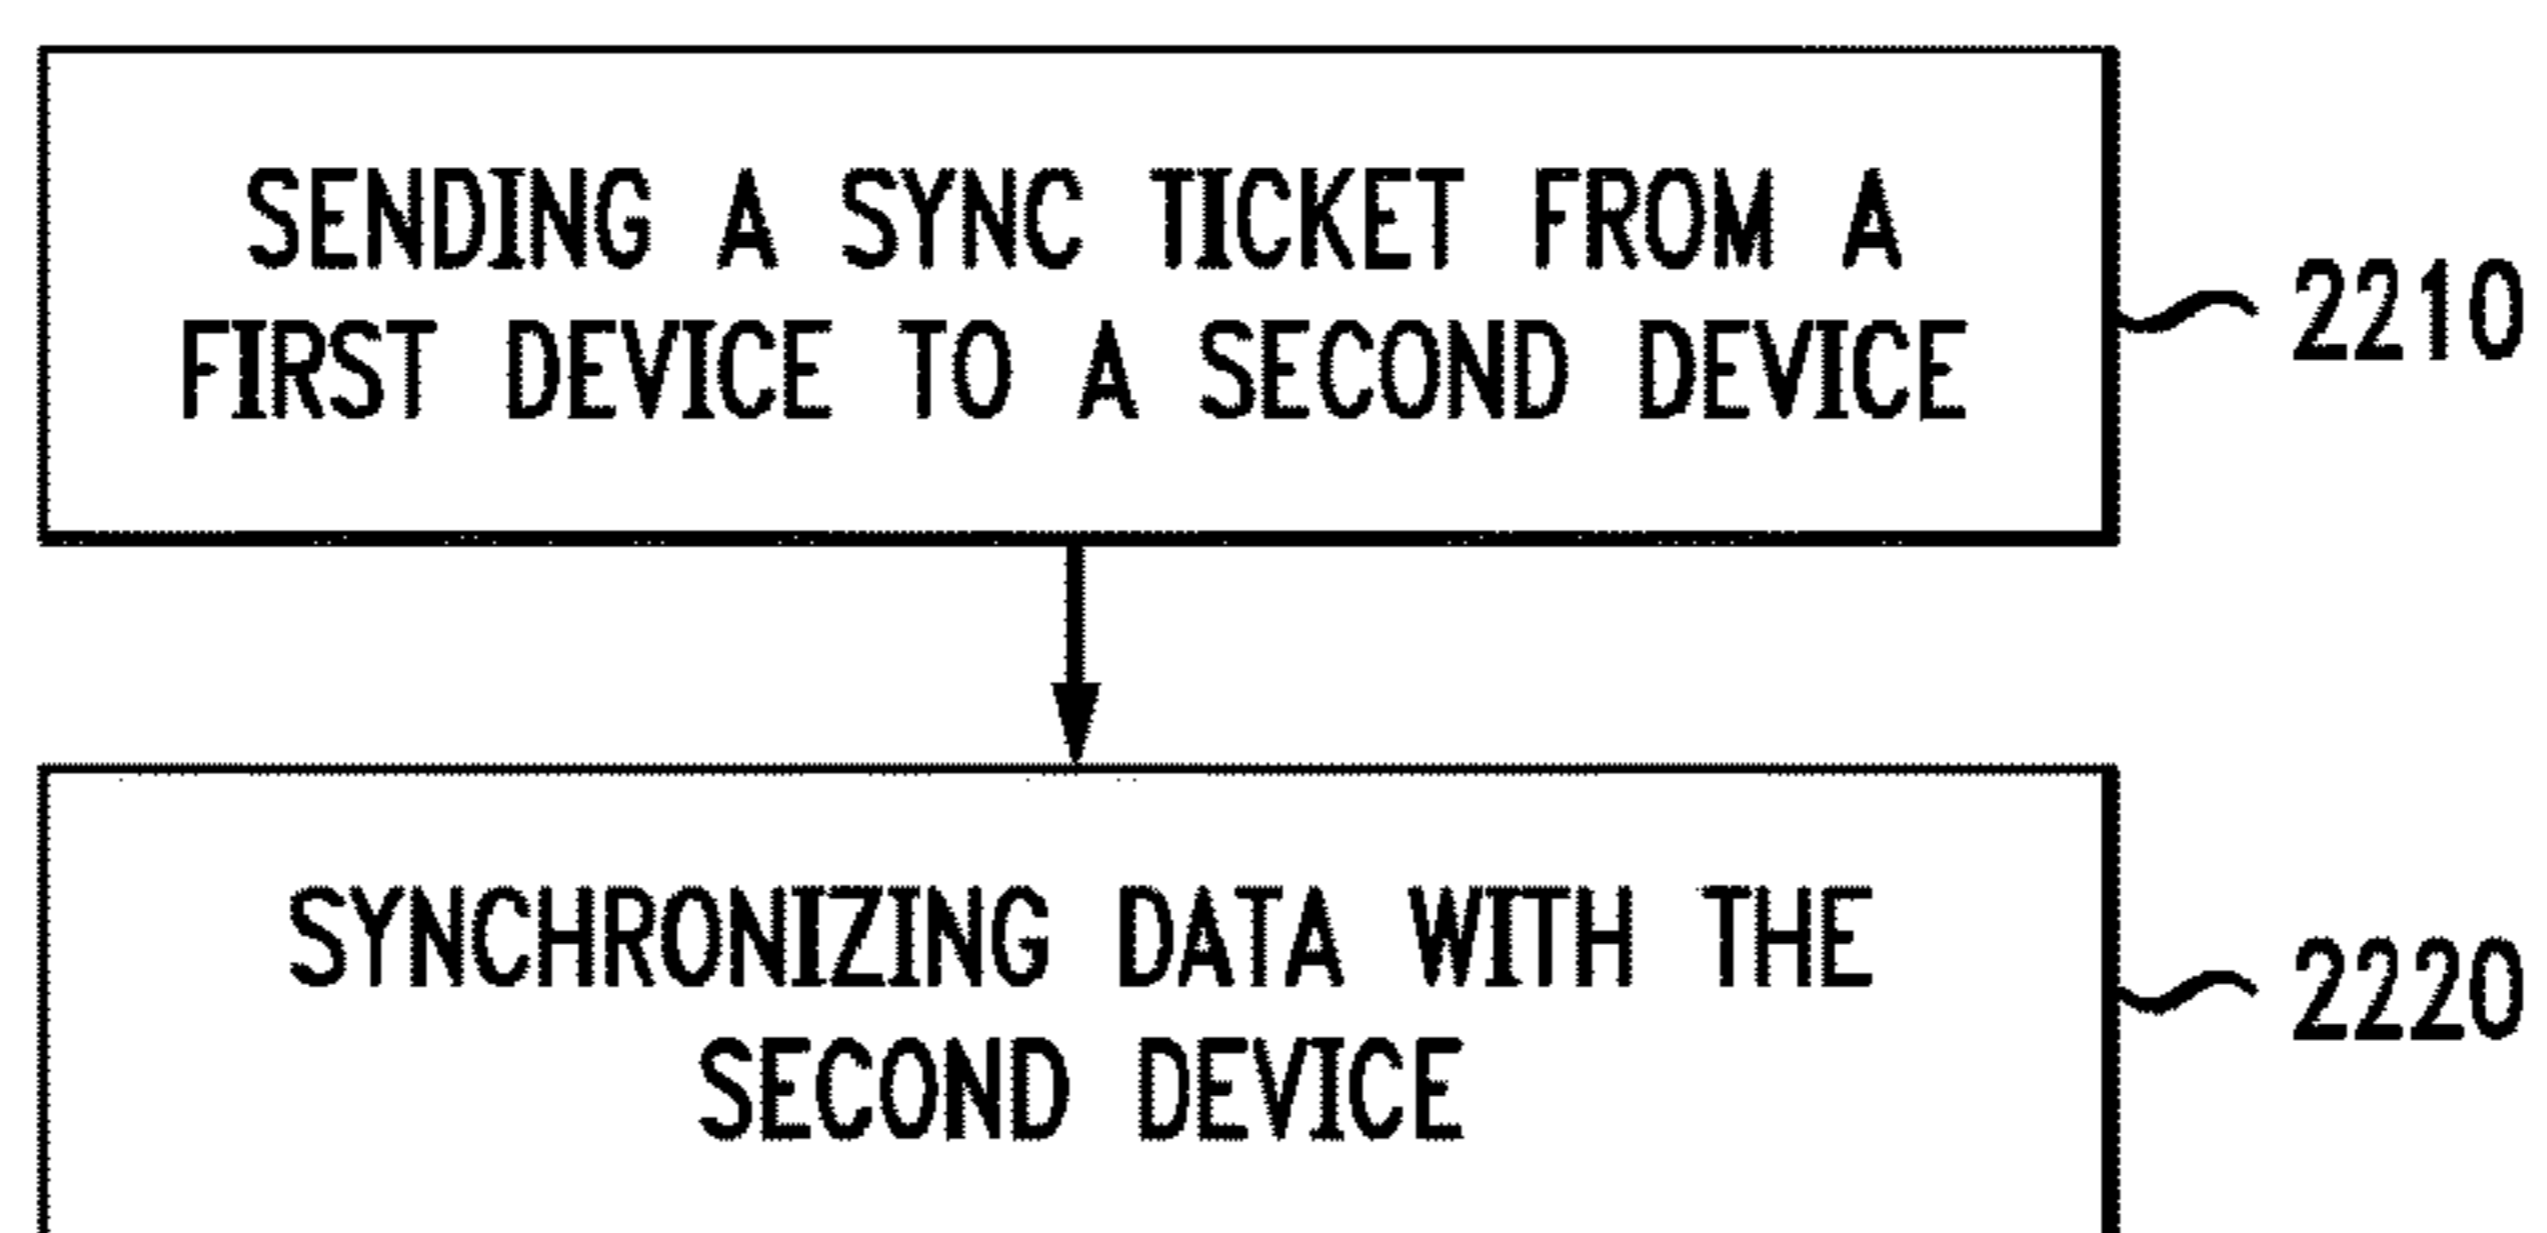 SENDING A SYNC TICKET FROM A
FIRST DEVICE TO A SECOND DEVICE
2210
SYNCHRONIZING DATA WITH THE
SECOND DEVICE
2220